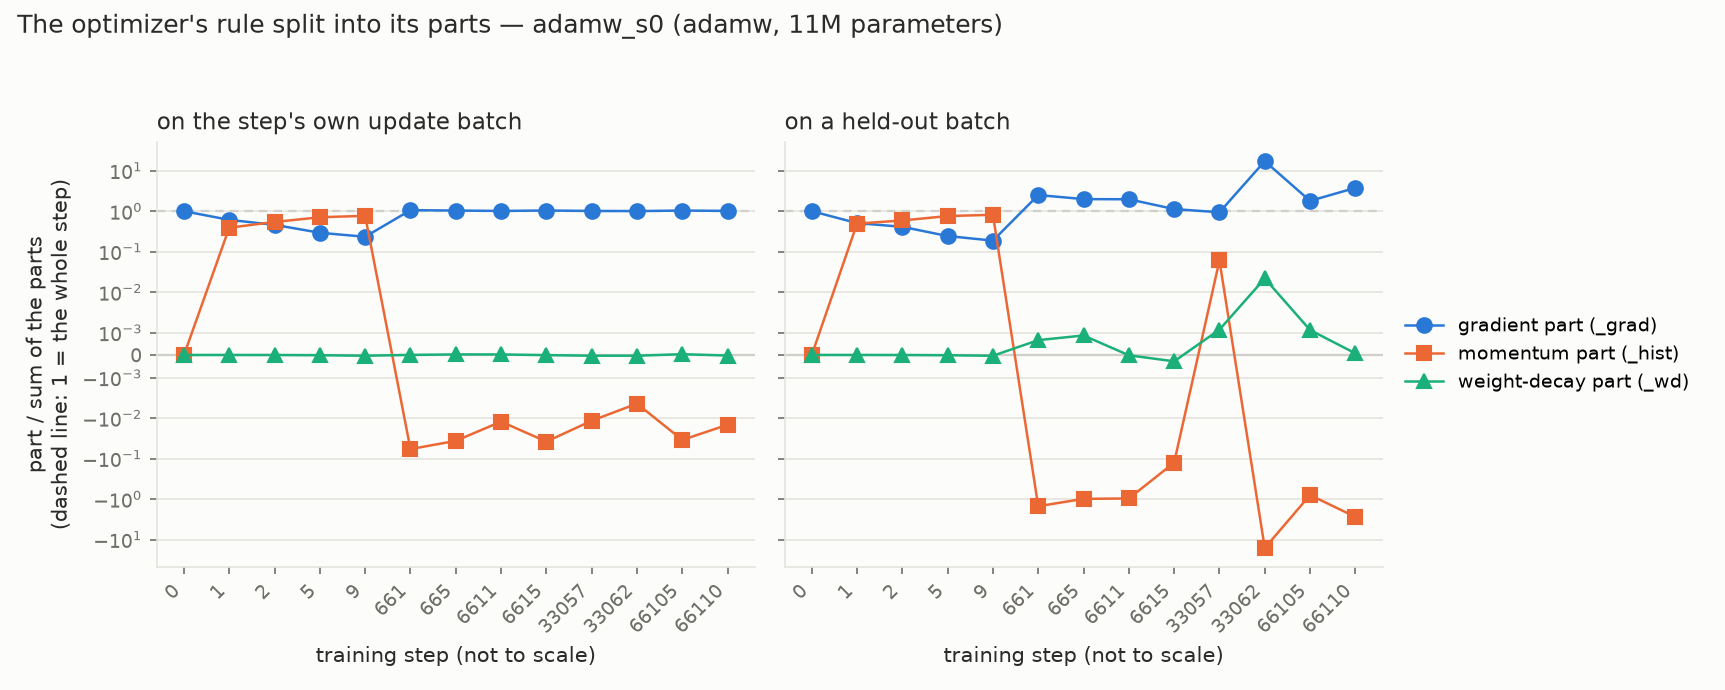 The optimizer's rule split into its parts — adamw_s0 (adamw, 11M parameters)
on the step's own update batch
on a held-out batch
part / sum of the parts
(dashed line: 1 = the whole step)
10¹
10⁰
10⁻¹
10⁻²
10⁻³
0
−10⁻³
−10⁻²
−10⁻¹
−10⁰
−10¹
0 1 2 5 9 661 665 6611 6615 33057 33062 66105 66110
0 1 2 5 9 661 665 6611 6615 33057 33062 66105 66110
training step (not to scale)
training step (not to scale)
gradient part (_grad)
momentum part (_hist)
weight-decay part (_wd)